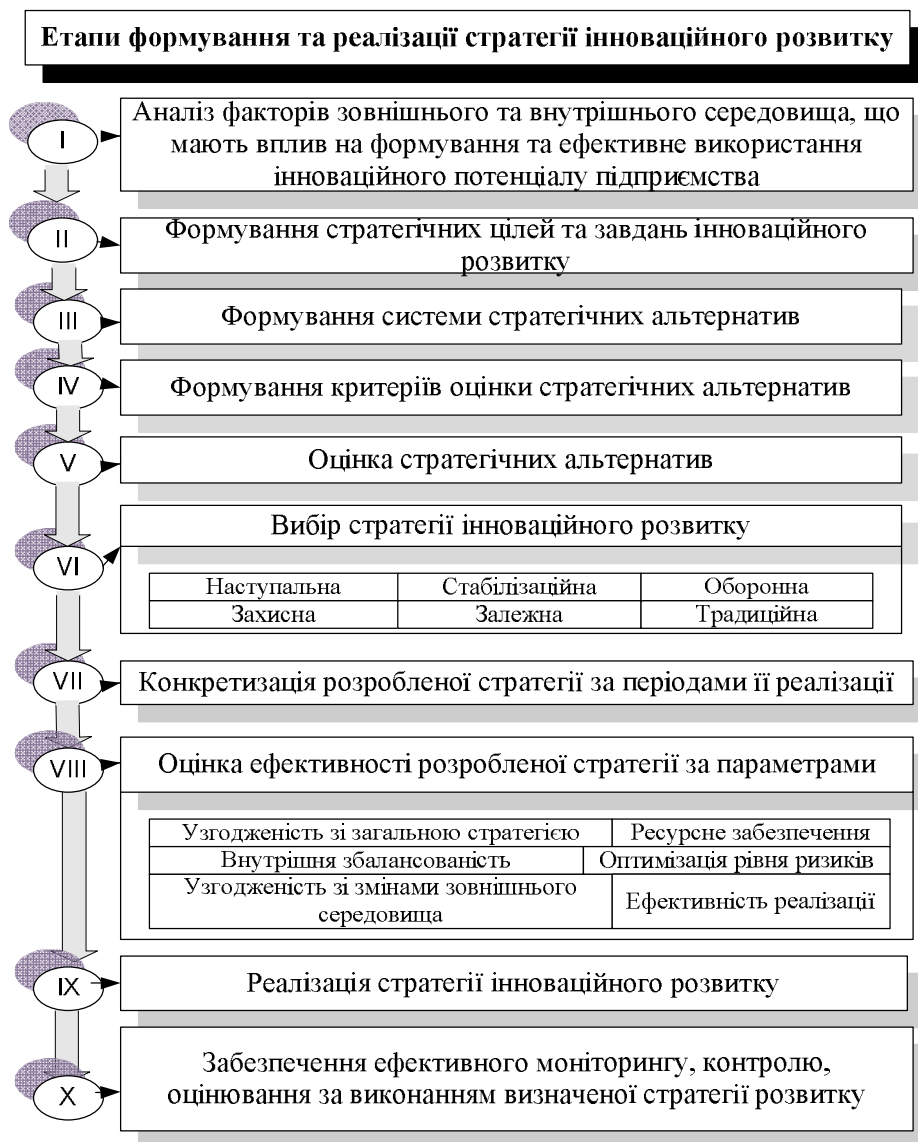 Етапи формування та реалізації стратегії інноваційного розвитку
I
Аналіз факторів зовнішнього та внутрішнього середовища, що
мають вплив на формування та ефективне використання
інноваційного потенціалу підприємства
II
Формування стратегічних цілей та завдань інноваційного
розвитку
III
Формування системи стратегічних альтернатив
IV
Формування критеріїв оцінки стратегічних альтернатив
V
Оцінка стратегічних альтернатив
VI
Вибір стратегії інноваційного розвитку
Наступальна Стабілізаційна Оборонна
Захисна Залежна Традиційна
VII
Конкретизація розробленої стратегії за періодами її реалізації
VIII
Оцінка ефективності розробленої стратегії за параметрами
Узгодженість зі загальною стратегією Ресурсне забезпечення
Внутрішня збалансованість Оптимізація рівня ризиків
Узгодженість зі змінами зовнішнього
середовища
Ефективність реалізації
IX
Реалізація стратегії інноваційного розвитку
X
Забезпечення ефективного моніторингу, контролю,
оцінювання за виконанням визначеної стратегії розвитку